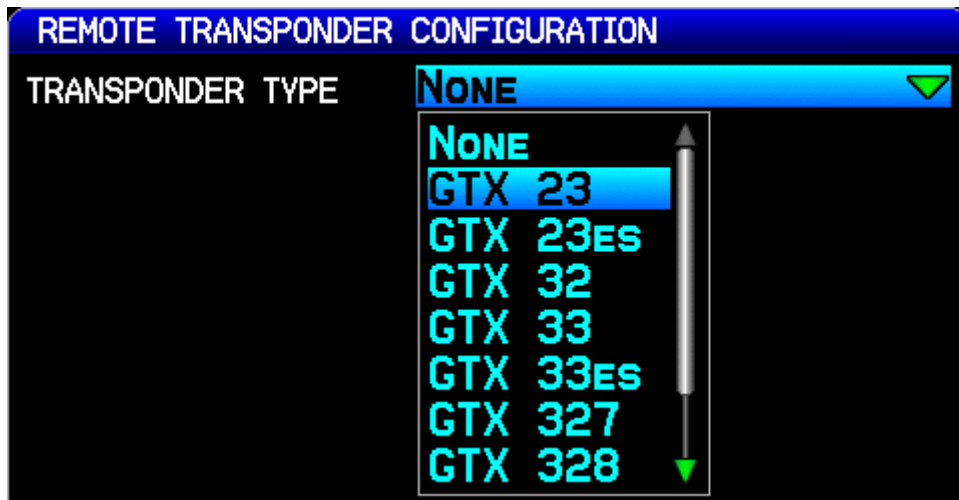 REMOTE TRANSPONDER CONFIGURATION
TRANSPONDER TYPE NONE
NONE
GTX 23
GTX 23ES
GTX 32
GTX 33
GTX 33ES
GTX 327
GTX 328